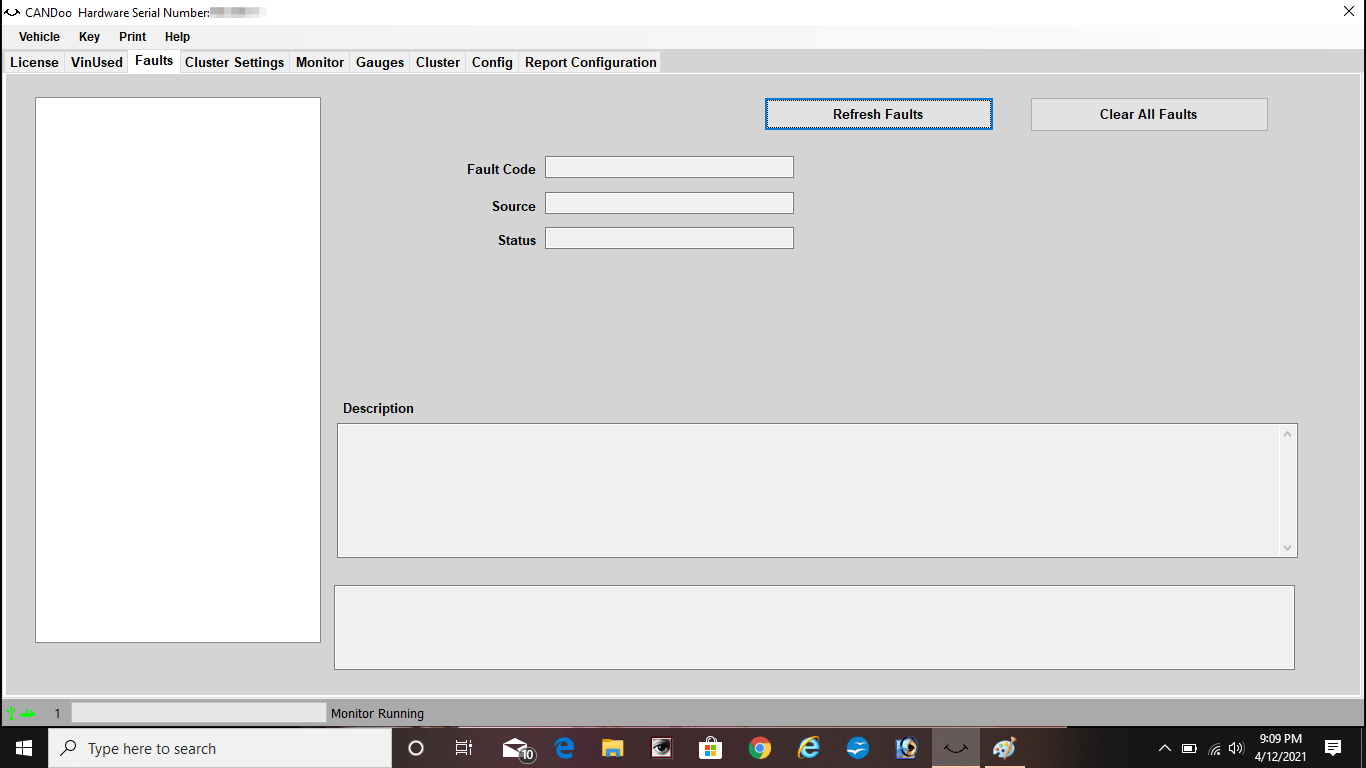 CANDoo Hardware Serial Number:
Vehicle Key Print Help
License VinUsed Faults Cluster Settings Monitor Gauges Cluster Config Report Configuration
Refresh Faults Clear All Faults
Fault Code
Source
Status
Description
1 Monitor Running
Type here to search
10
9:09 PM
4/12/2021